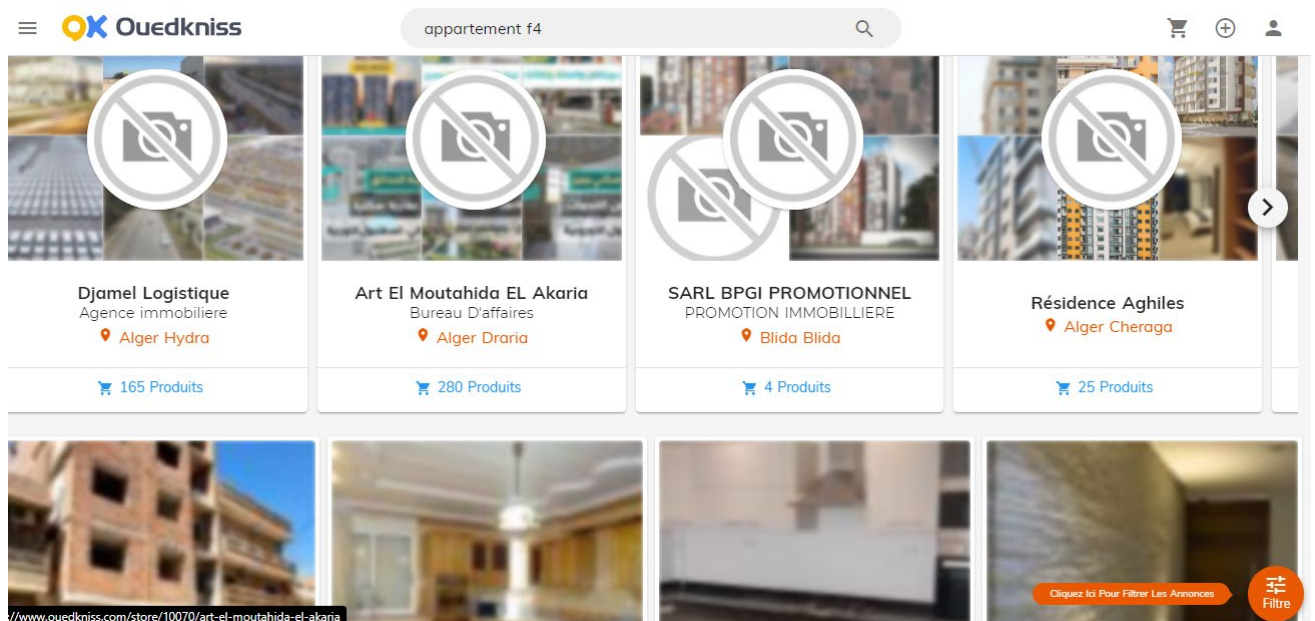 Ouedkniss
appartement f4
Djamel Logistique
Agence immobiliere
Alger Hydra
165 Produits
Art El Moutahida EL Akaria
Bureau D'affaires
Alger Draria
280 Produits
SARL BPGI PROMOTIONNEL
PROMOTION IMMOBILLIERE
Blida Blida
4 Produits
Résidence Aghiles
Alger Cheraga
25 Produits
Cliquez Ici Pour Filtrer Les Annonces
Filtre
://www.ouedkniss.com/store/10070/art-el-moutahida-el-akaria